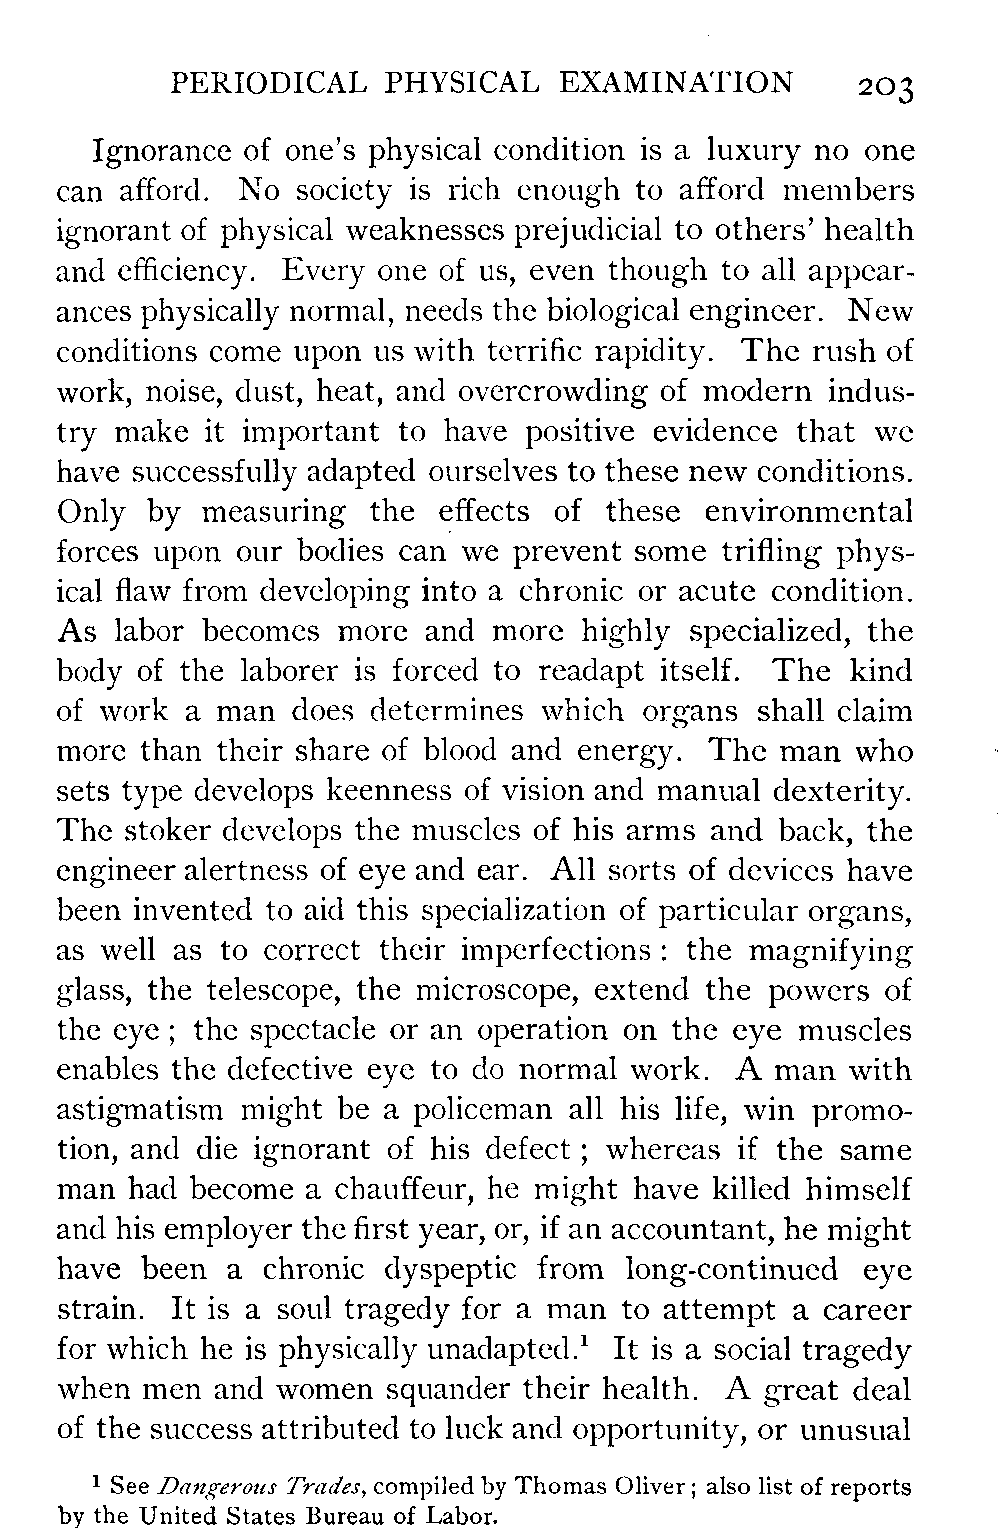 PERIODICAL PHYSICAL EXAMINATION 203
Ignorance of one's physical condition is a luxury no one
can afford. No society is rich enough to afford members
ignorant of physical weaknesses prejudicial to others' health
and efficiency. Every one of us, even though to all appear-
ances physically normal, needs the biological engineer. New
conditions come upon us with terrific rapidity. The rush of
work, noise, dust, heat, and overcrowding of modern indus-
try make it important to have positive evidence that we
have successfully adapted ourselves to these new conditions.
Only by measuring the effects of these environmental
forces upon our bodies can we prevent some trifling phys-
ical flaw from developing into a chronic or acute condition.
As labor becomes more and more highly specialized, the
body of the laborer is forced to readapt itself. The kind
of work a man does determines which organs shall claim
more than their share of blood and energy. The man who
sets type develops keenness of vision and manual dexterity.
The stoker develops the muscles of his arms and back, the
engineer alertness of eye and ear. All sorts of devices have
been invented to aid this specialization of particular organs,
as well as to correct their imperfections : the magnifying
glass, the telescope, the microscope, extend the powers of
the eye ; the spectacle or an operation on the eye muscles
enables the defective eye to do normal work. A man with
astigmatism might be a policeman all his life, win promo-
tion, and die ignorant of his defect ; whereas if the same
man had become a chauffeur, he might have killed himself
and his employer the first year, or, if an accountant, he might
have been a chronic dyspeptic from long-continued eye
strain. It is a soul tragedy for a man to attempt a career
for which he is physically unadapted.¹ It is a social tragedy
when men and women squander their health. A great deal
of the success attributed to luck and opportunity, or unusual
¹ See Dangerous Trades, compiled by Thomas Oliver ; also list of reports
by the United States Bureau of Labor.